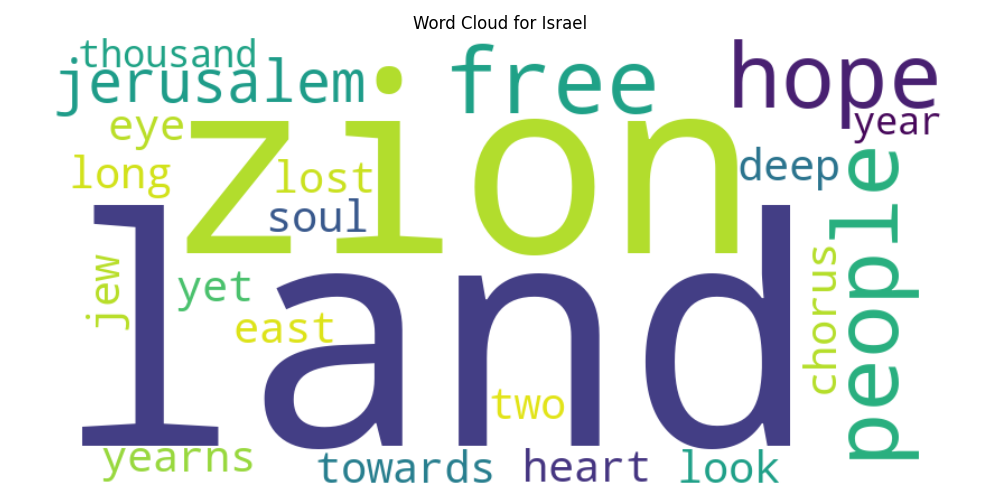 Word Cloud for Israel
thousand
jerusalem
free
hope
year
eye
zion
long
lost
deep
soul
people
land
jew
yet
east
chorus
two
yearns
towards
heart
look